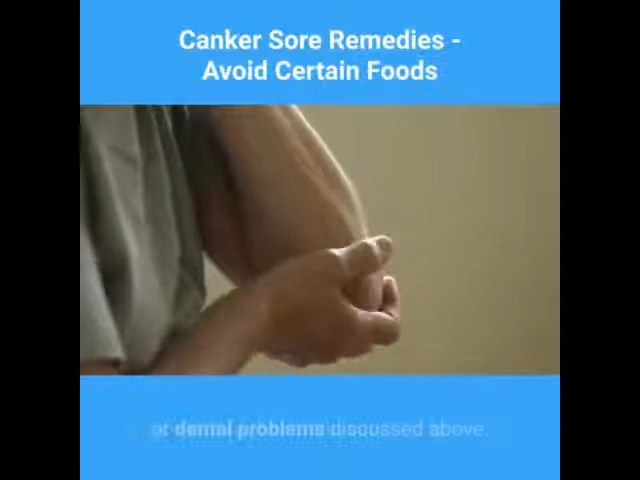 Canker Sore Remedies -
Avoid Certain Foods
or dental problems discussed above.